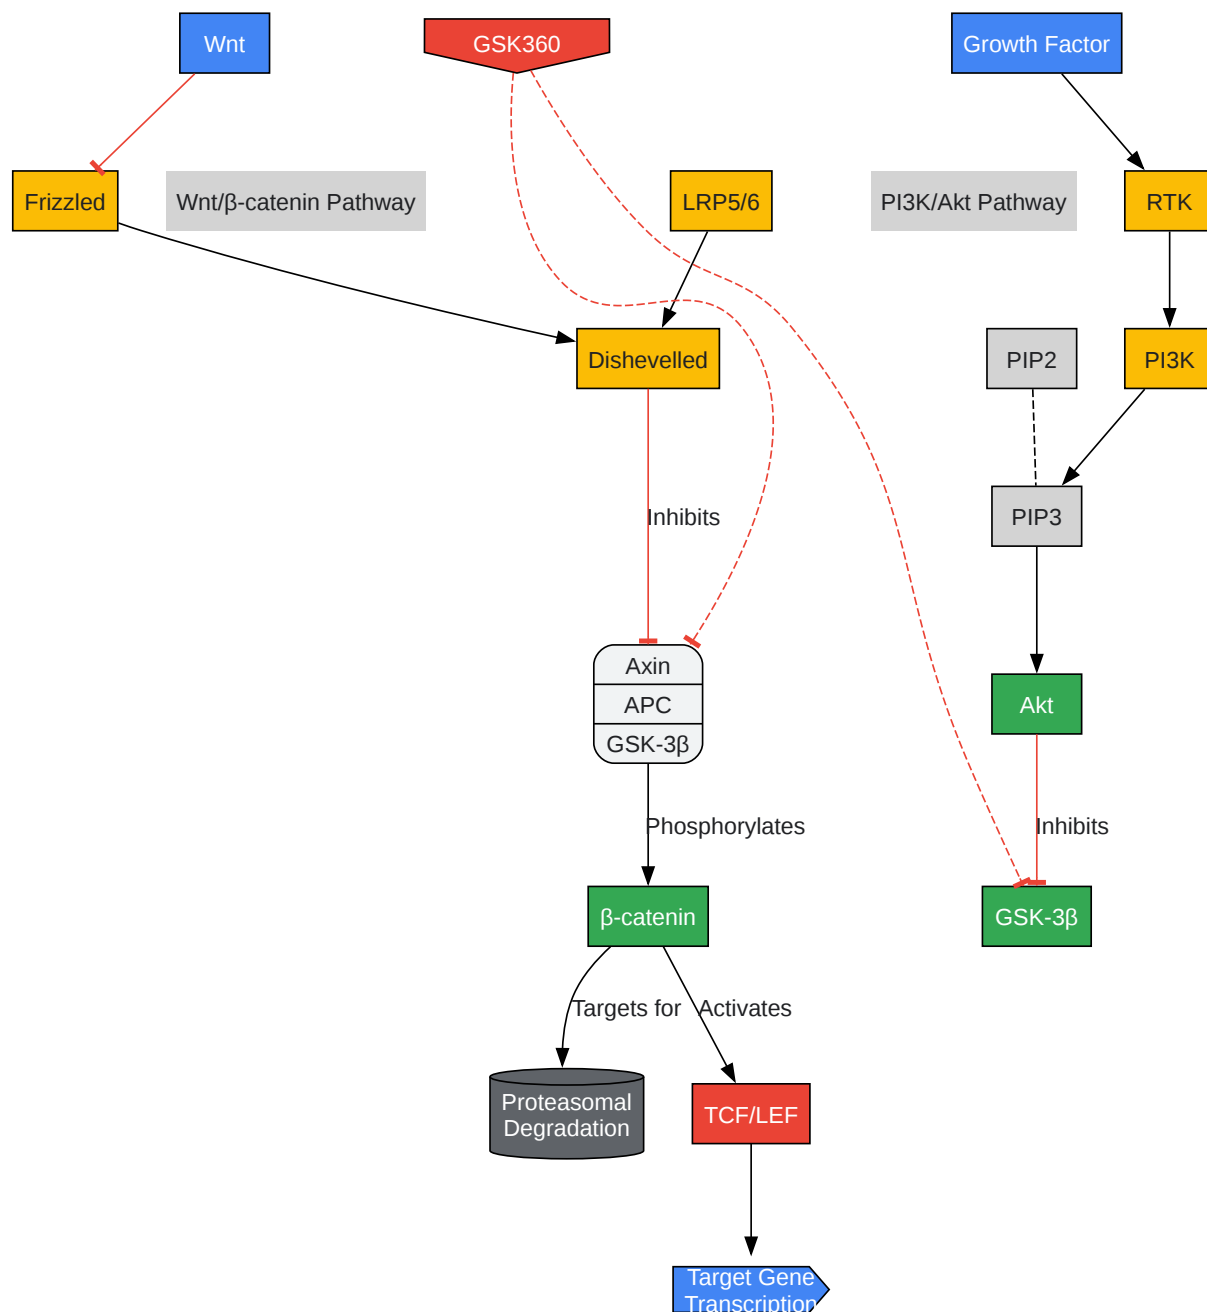 Wnt
GSK360
Growth Factor
Frizzled
Wnt/β-catenin Pathway
LRP5/6
PI3K/Akt Pathway
RTK
Dishevelled
PIP2
PI3K
Inhibits
PIP3
Axin
APC
GSK-3β
Akt
Phosphorylates
Inhibits
β-catenin
GSK-3β
Targets for
Activates
Proteasomal
Degradation
TCF/LEF
Target Gene
Transcription